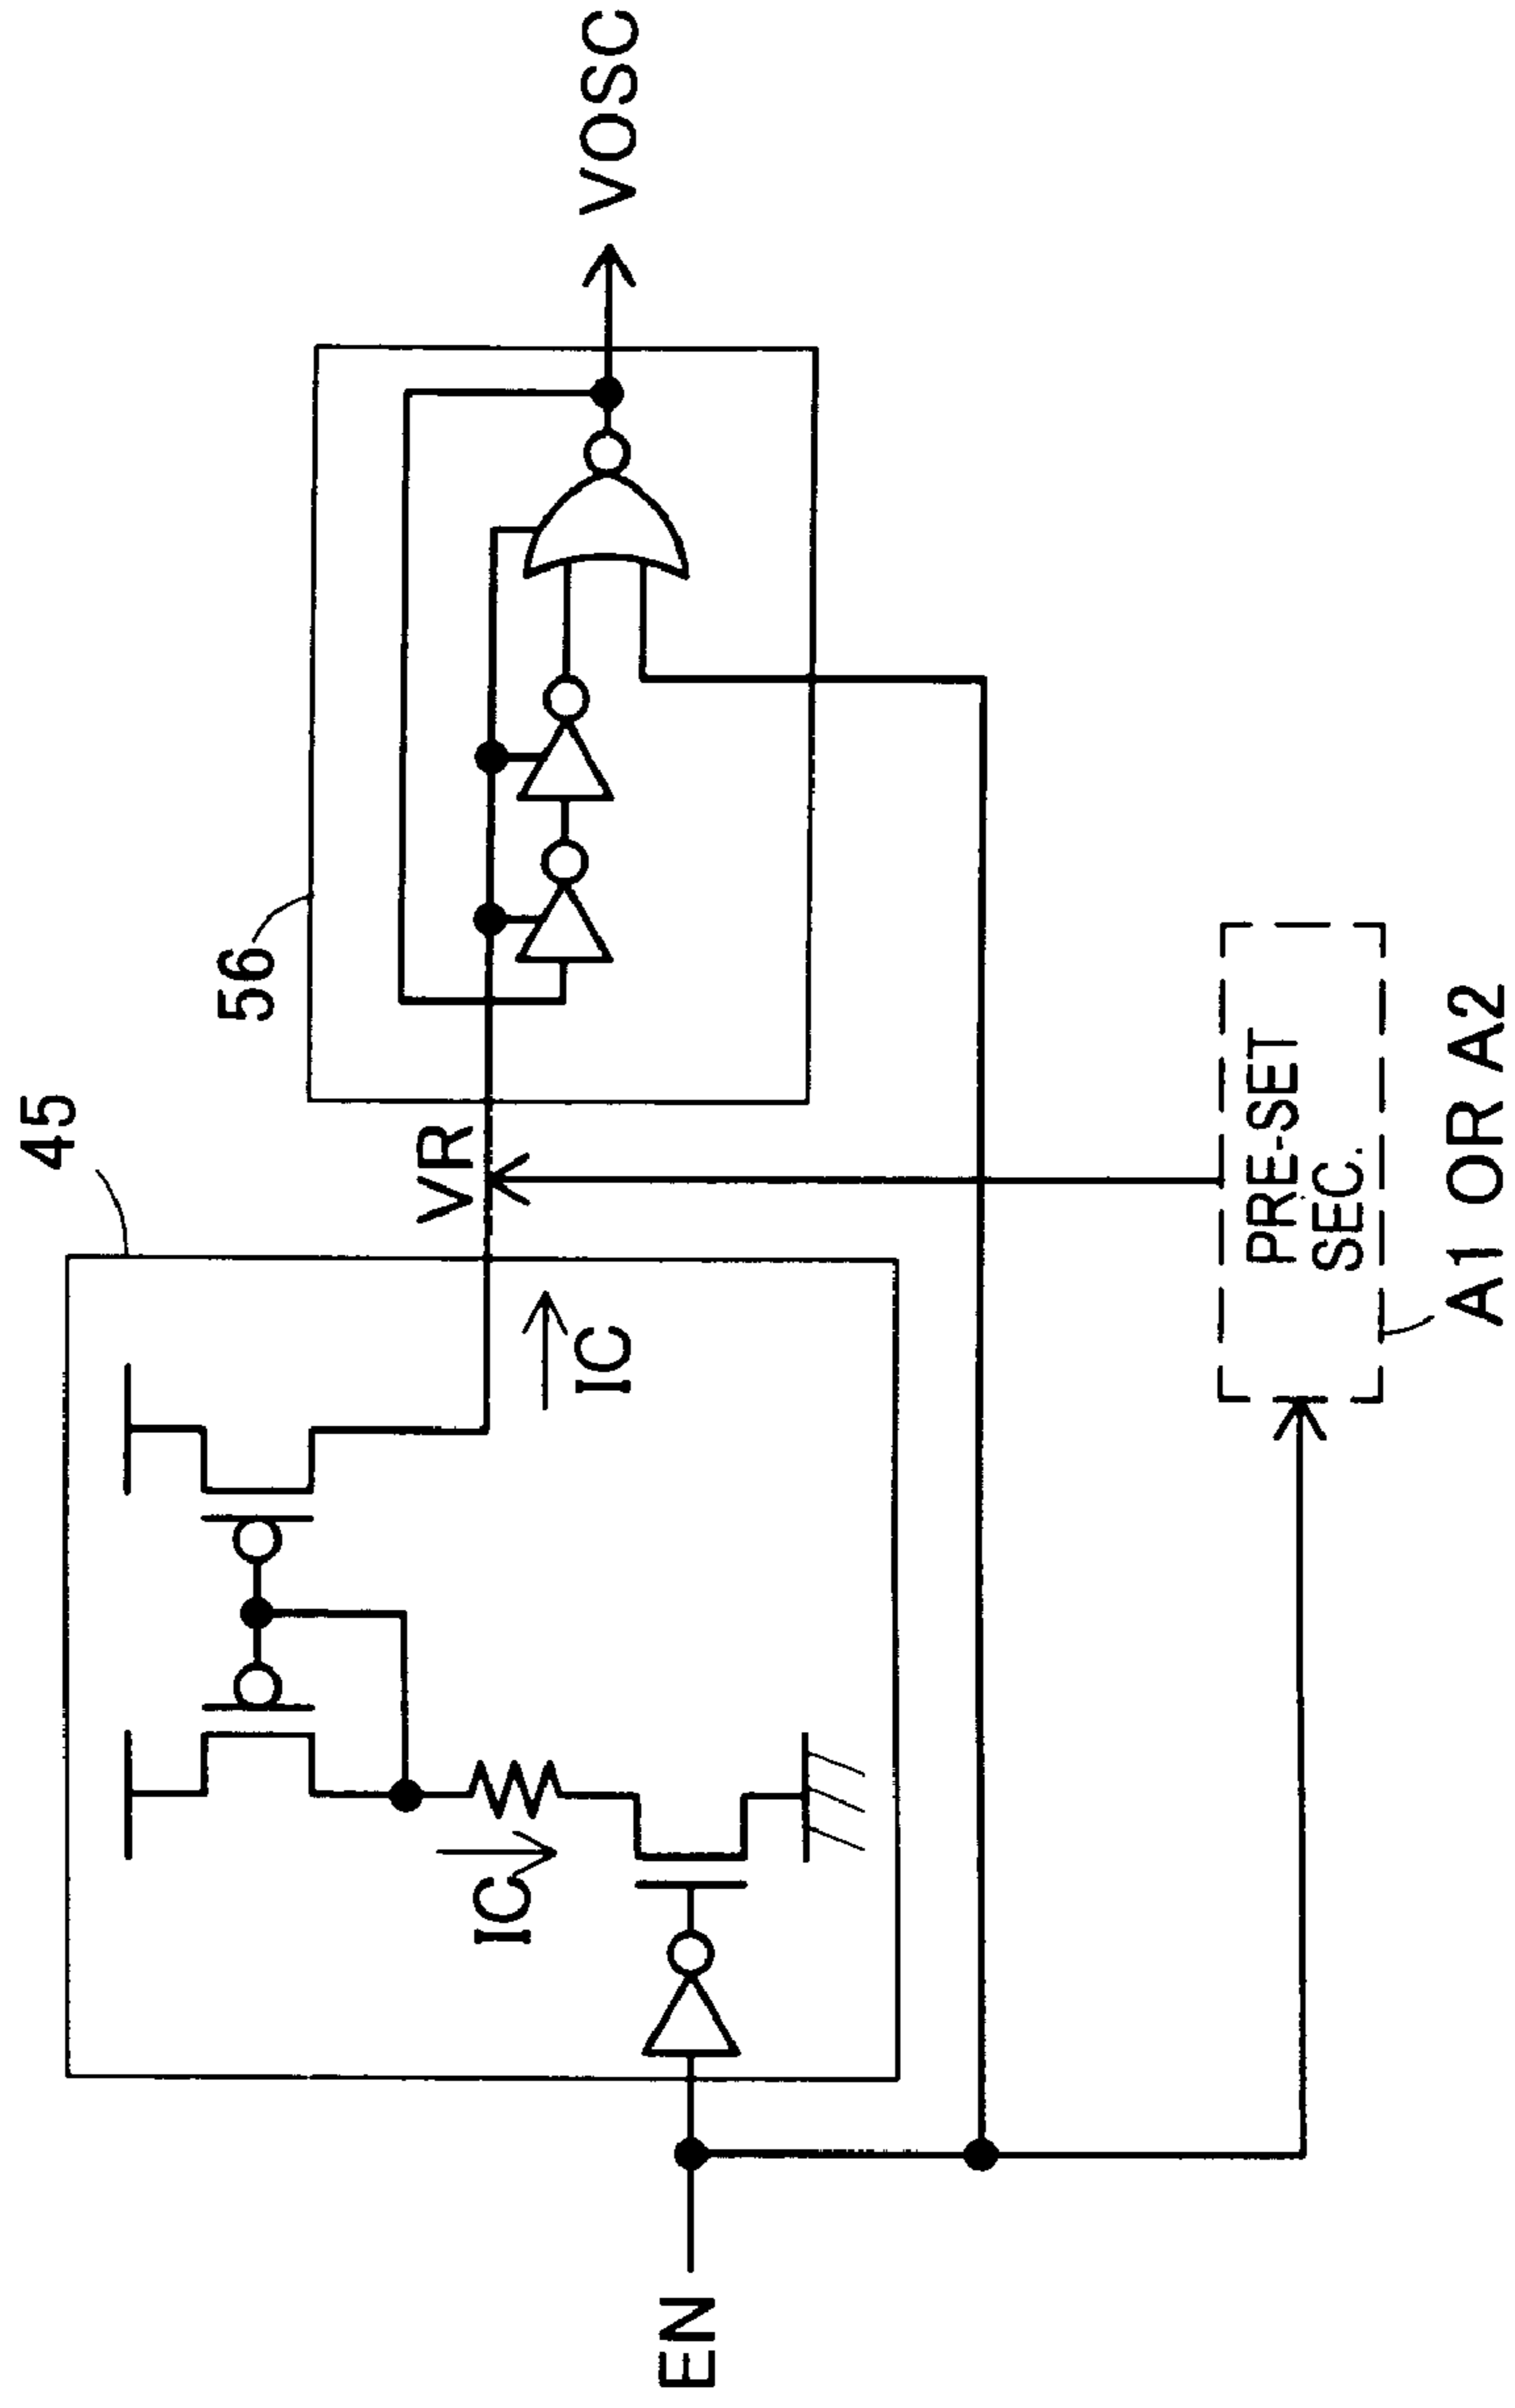 45
56
VR
VOSC
IC
IC
EN
PRE-SET
SEC.
A1 OR A2